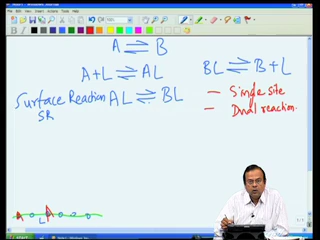 A ⇌ B
A + L ⇌ AL
BL ⇌ B + L
Surface Reaction AL ⇌ BL
SR
— Single site
— Dual reaction.
A
A
L